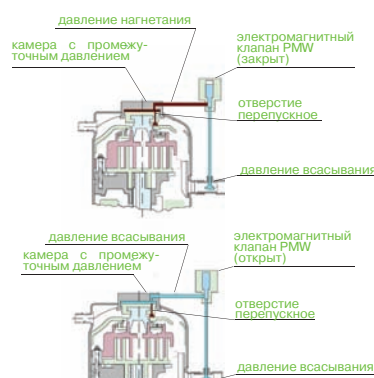 давление нагнетания
камера с промежу-
точным давлением
электромагнитный
клапан PMW
(закрыт)
отверстие
перепускное
давление всасывания
давление всасывания
камера с промежу-
точным давлением
электромагнитный
клапан PMW
(открыт)
отверстие
перепускное
давление всасывания